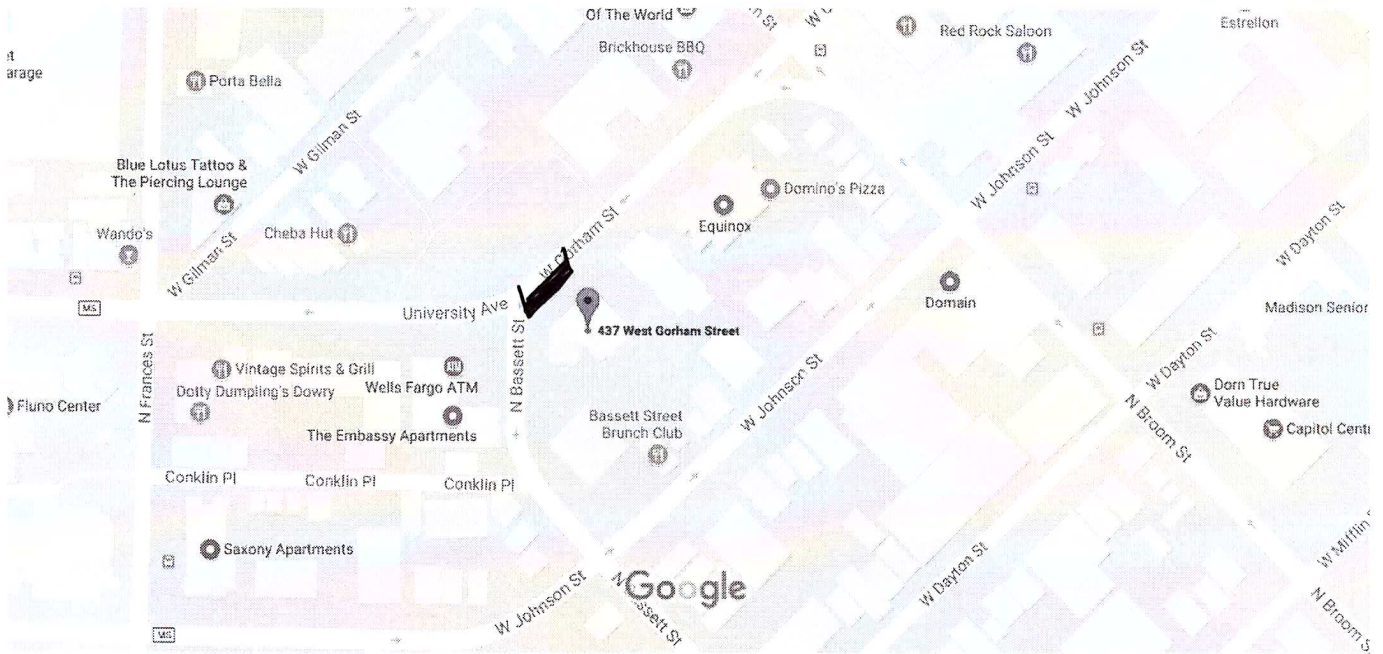 Of The World
Brickhouse BBQ
Red Rock Saloon
Estrellon
arage
Porta Bella
W Gilman St
W Johnson St
W Johnson St
Blue Lotus Tattoo &
The Piercing Lounge
Domino's Pizza
Equinox
Wando's
Cheba Hut
W Gilman St
W Gorham St
W Dayton St
Domain
Madison Senior
MS
University Ave
437 West Gorham Street
N Frances St
N Bassett St
Vintage Spirits & Grill
Wells Fargo ATM
W Johnson St
W Dayton St
Dorn True
Value Hardware
Fluno Center
Dotty Dumpling's Dowry
The Embassy Apartments
Bassett Street
Brunch Club
N Broom St
Capitol Cent
Conklin Pl
Conklin Pl
Conklin Pl
Saxony Apartments
Google
W Johnson St
W Dayton St
W Mifflin S
N Broom S
MS